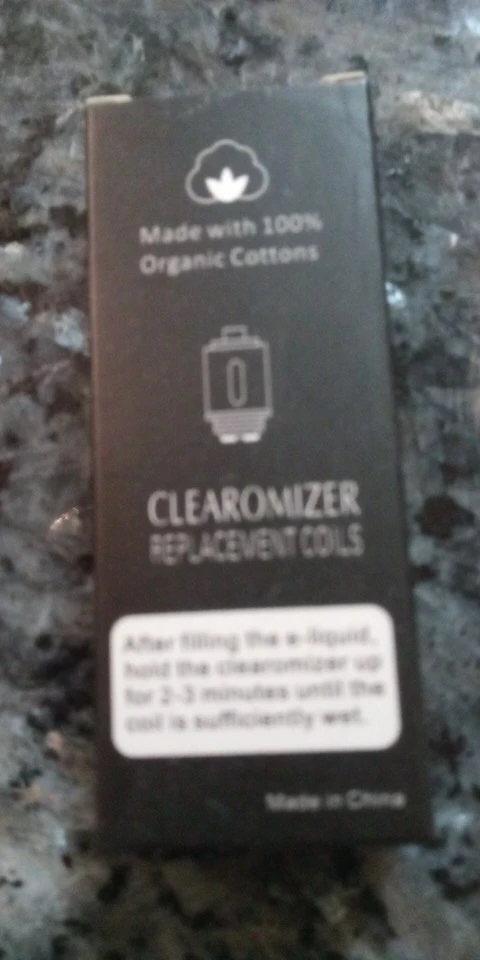 Made with 100%
Organic Cottons
CLEAROMIZER
REPLACEMENT COILS
After filling the e-liquid,
hold the clearomizer up
for 2-3 minutes until the
coil is sufficiently wet.
Made in China